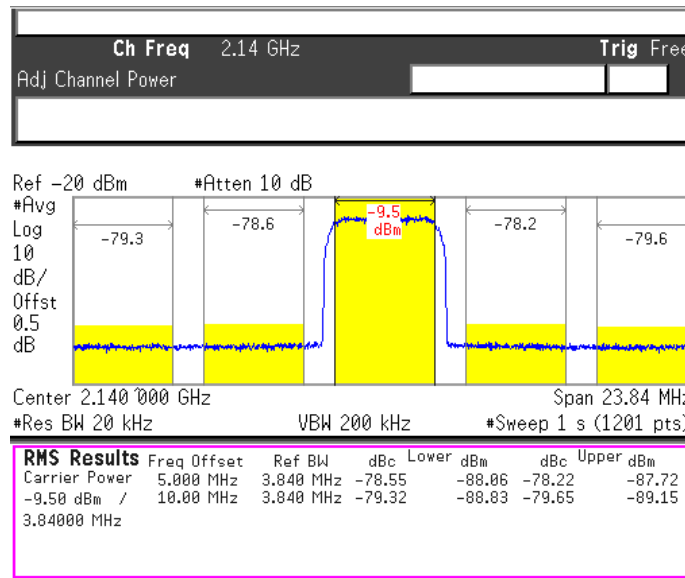 Ch Freq 2.14 GHz Trig Free
Adj Channel Power
Ref -20 dBm #Atten 10 dB
#Avg
Log
10
dB/
Offst
0.5
dB
-79.3
-78.6
-9.5
dBm
-78.2
-79.6
Center 2.140 000 GHz Span 23.84 MHz
#Res BW 20 kHz VBW 200 kHz #Sweep 1 s (1201 pts)
RMS Results Freq Offset Ref BW dBc Lower dBm dBc Upper dBm
Carrier Power 5.000 MHz 3.840 MHz -78.55 -88.06 -78.22 -87.72
-9.50 dBm / 10.00 MHz 3.840 MHz -79.32 -88.83 -79.65 -89.15
3.84000 MHz